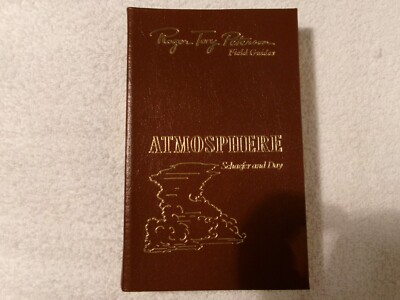 Roger Tory Peterson
Field Guides
ATMOSPHERE
Schaefer and Day